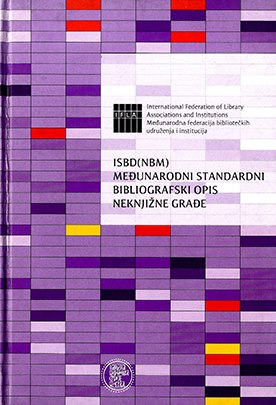 IFLA
International Federation of Library
Associations and Institutions
Međunarodna federacija bibliotečkih
udruženja i institucija
ISBD(NBM)
MEĐUNARODNI STANDARDNI
BIBLIOGRAFSKI OPIS
NEKNJIŽNE GRAĐE